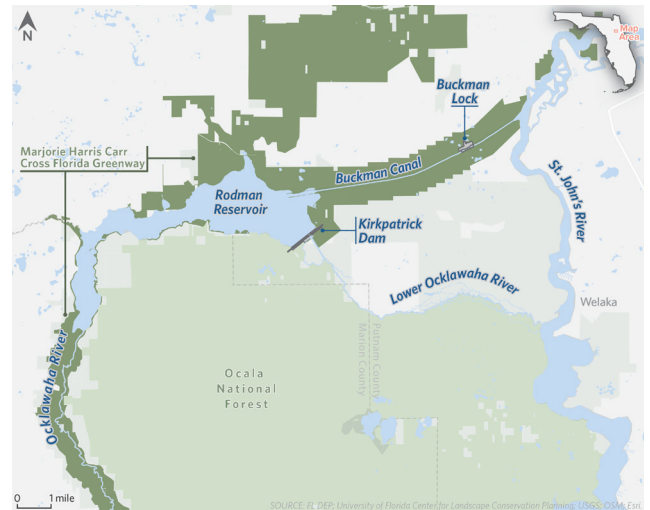 N
Map
Area
Buckman
Lock
Marjorie Harris Carr
Cross Florida Greenway
Buckman Canal
St. John's River
Rodman
Reservoir
Kirkpatrick
Dam
Lower Ocklawaha River
Welaka
Putnam County
Marion County
Ocklawaha River
Ocala
National
Forest
0 1 mile
SOURCE: FL DEP; University of Florida Center for Landscape Conservation Planning; USGS; OSM; Esri.